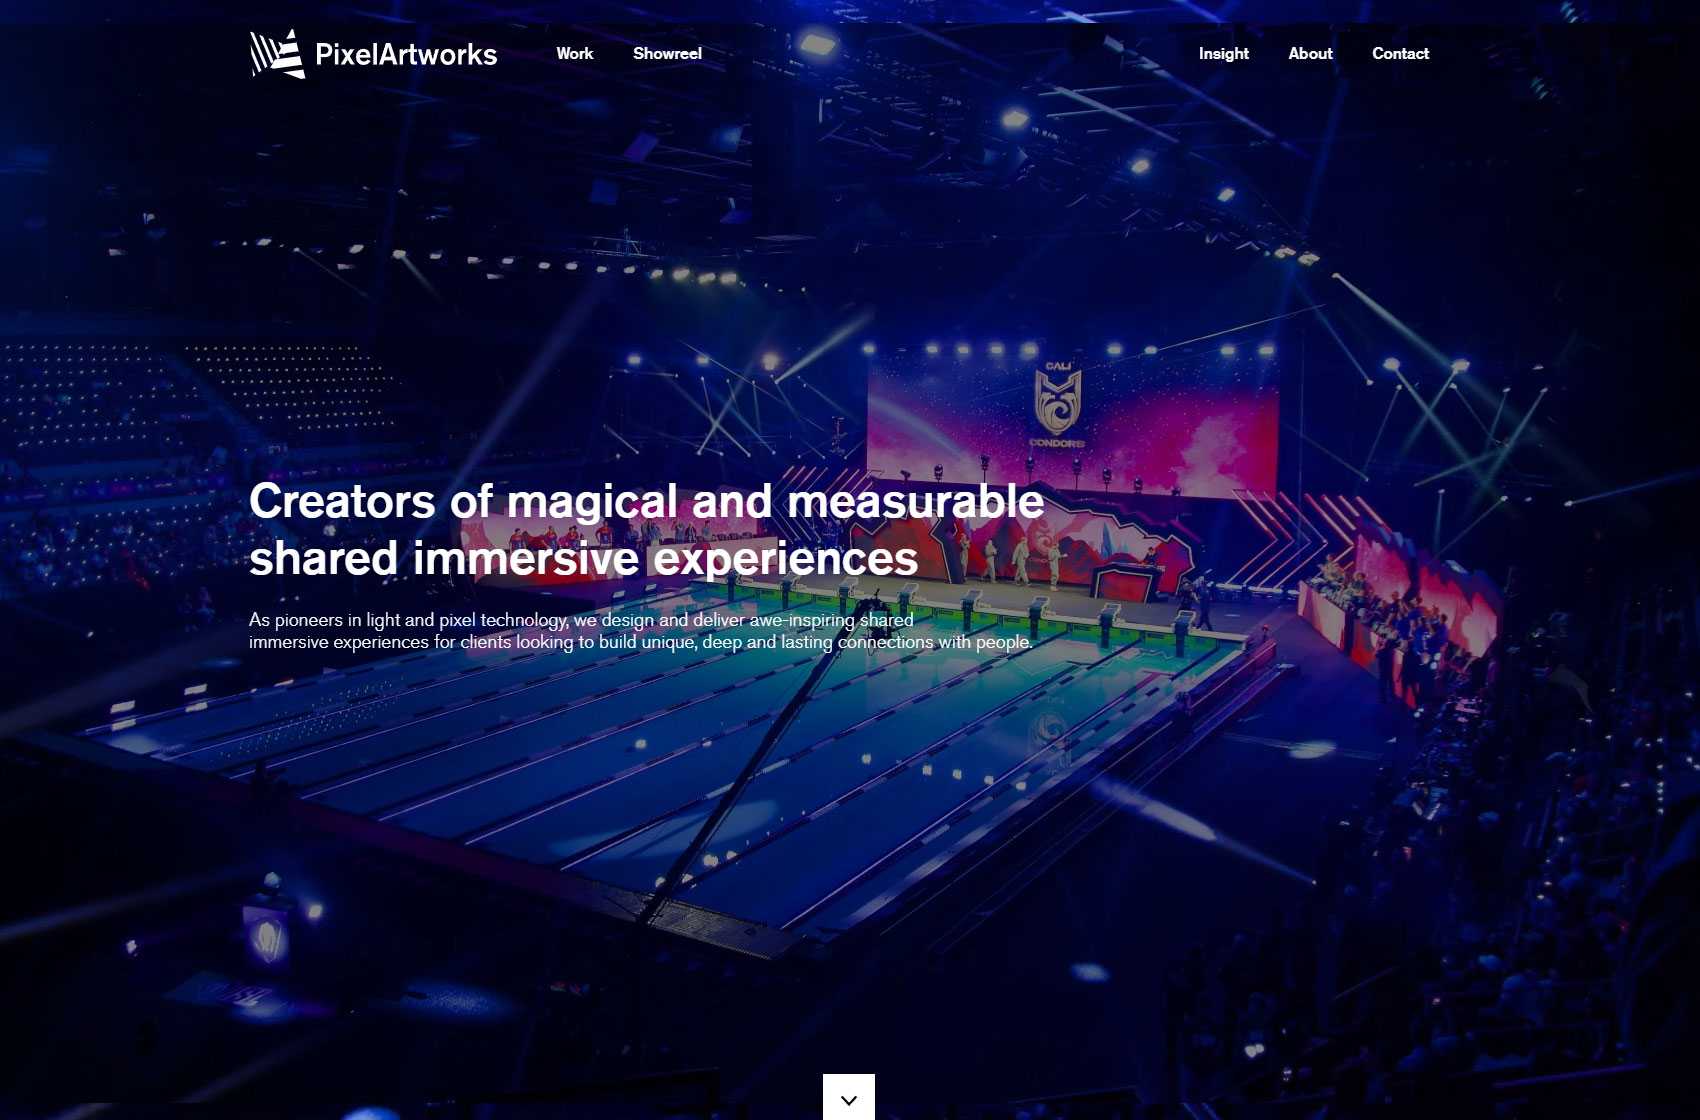 PixelArtworks
Work
Showreel
Insight
About
Contact
CALI
CONDORS
Creators of magical and measurable
shared immersive experiences
As pioneers in light and pixel technology, we design and deliver awe-inspiring shared
immersive experiences for clients looking to build unique, deep and lasting connections with people.